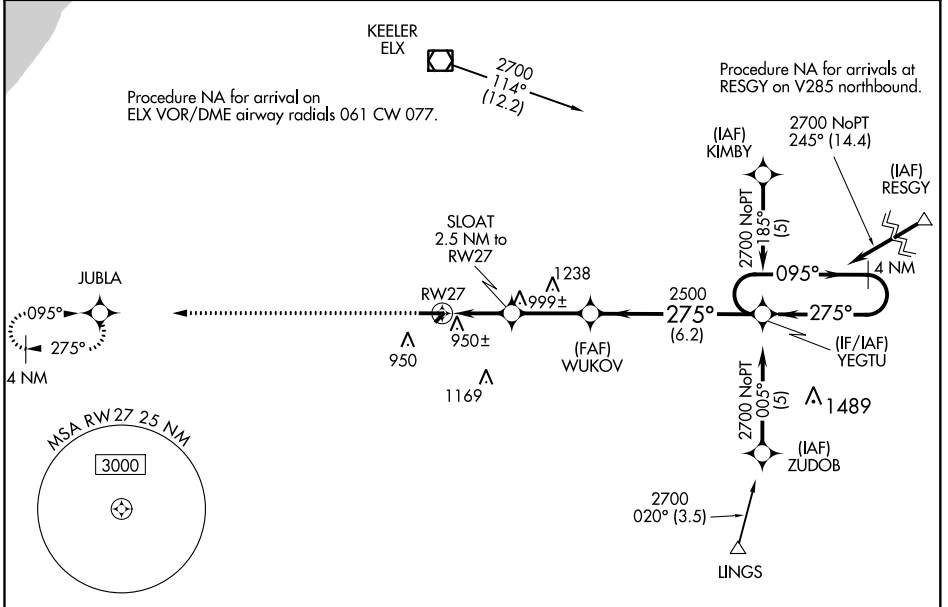 KEELER
ELX
2700
114°
(12.2)
Procedure NA for arrival on
ELX VOR/DME airway radials 061 CW 077.
Procedure NA for arrivals at
RESGY on V285 northbound.
2700 NoPT
245° (14.4)
(IAF)
KIMBY
(IAF)
RESGY
2700 NoPT
185°
(5)
SLOAT
2.5 NM to
RW27
JUBLA
095°
275°
4 NM
RW27
1238
999±
950±
950
1169
(FAF)
WUKOV
2500
275°
(6.2)
095°
4 NM
275°
(IF/IAF)
YEGTU
2700 NoPT
005°
(5)
1489
(IAF)
ZUDOB
2700
020° (3.5)
LINGS
MSA RW27 25 NM
3000